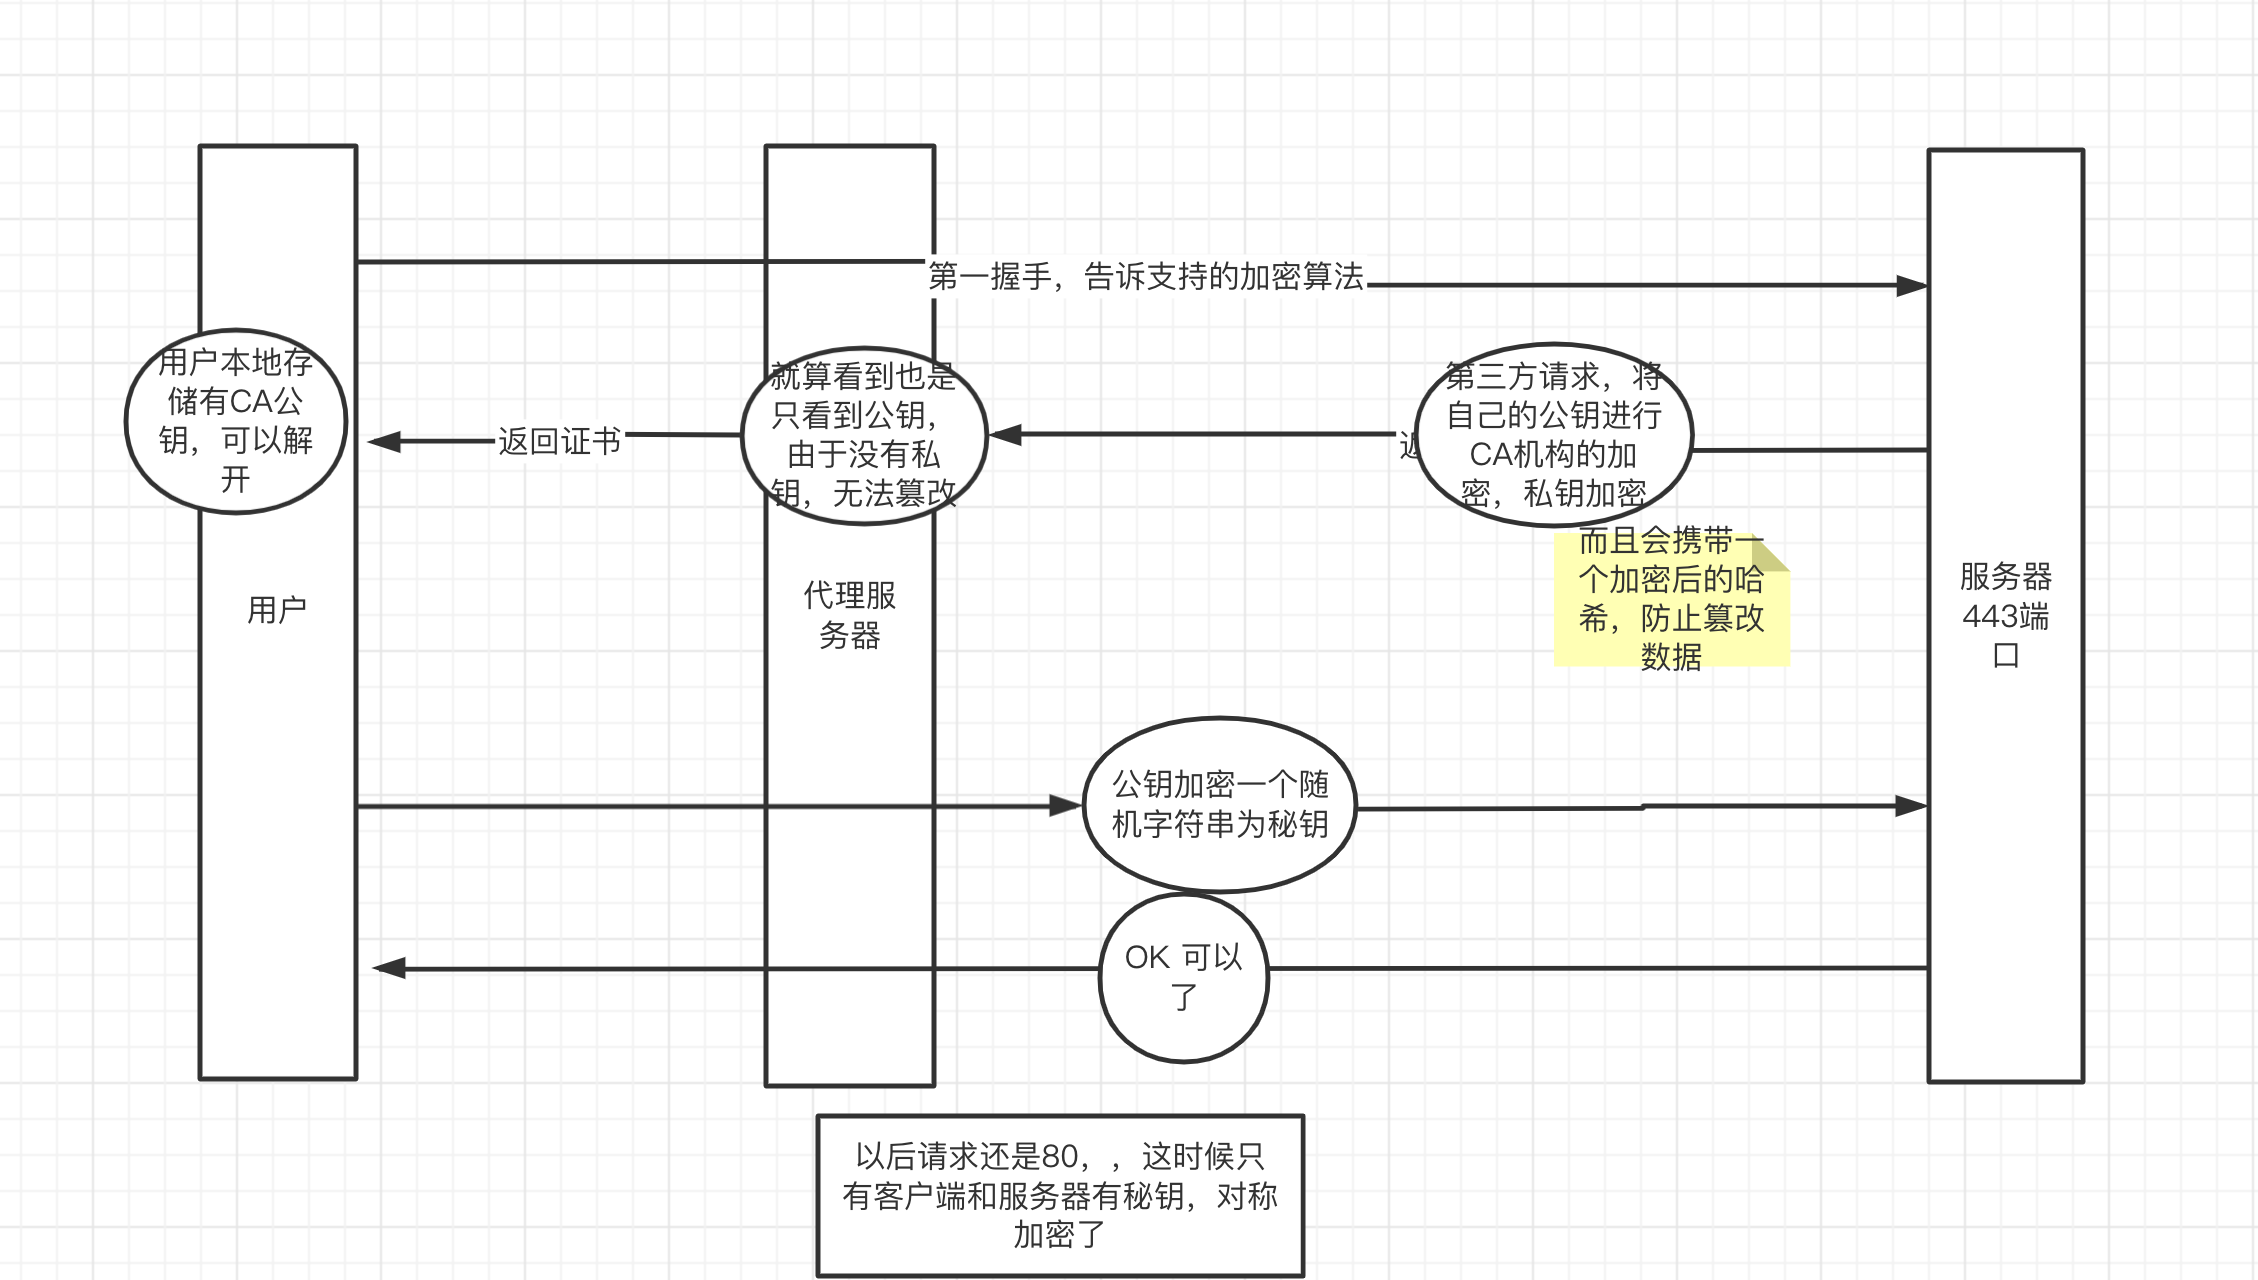 第一握手，告诉支持的加密算法
用户本地存
储有CA公
钥，可以解
开
返回证书
就算看到也是
只看到公钥，
由于没有私
钥，无法篡改
第三方请求，将
自己的公钥进行
CA机构的加
密，私钥加密
而且会携带一
个加密后的哈
希，防止篡改
数据
用户
代理服
务器
服务器
443端
口
公钥加密一个随
机字符串为秘钥
OK 可以
了
以后请求还是80，，这时候只
有客户端和服务器有秘钥，对称
加密了